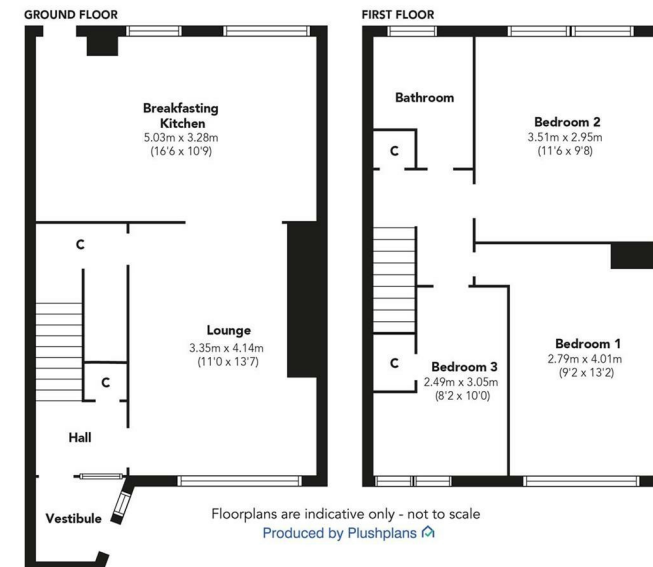 GROUND FLOOR
Breakfasting
Kitchen
5.03m x 3.28m
(16'6 x 10'9)
C
Lounge
3.35m x 4.14m
(11'0 x 13'7)
C
Hall
Vestibule
FIRST FLOOR
Bathroom
Bedroom 2
3.51m x 2.95m
(11'6 x 9'8)
C
Bedroom 1
2.79m x 4.01m
(9'2 x 13'2)
C
Bedroom 3
2.49m x 3.05m
(8'2 x 10'0)
Floorplans are indicative only - not to scale
Produced by Plushplans